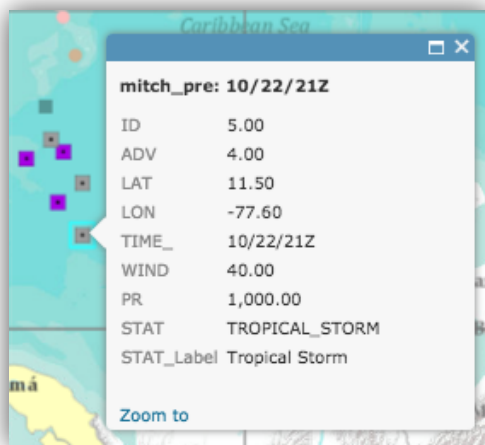 Caribbean Sea
mitch_pre: 10/22/21Z
ID 5.00
ADV 4.00
LAT 11.50
LON -77.60
TIME_ 10/22/21Z
WIND 40.00
PR 1,000.00
STAT TROPICAL_STORM
STAT_Label Tropical Storm
má
Zoom to